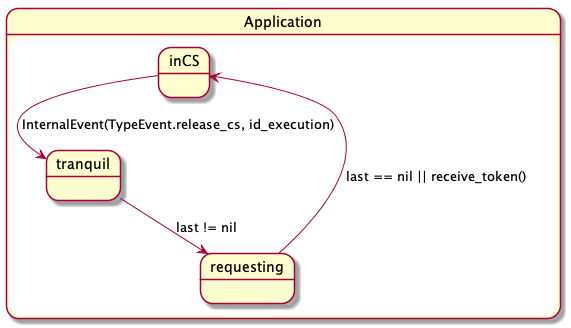 Application
inCS
InternalEvent(TypeEvent.release_cs, id_execution)
tranquil
last == nil || receive_token()
last != nil
requesting